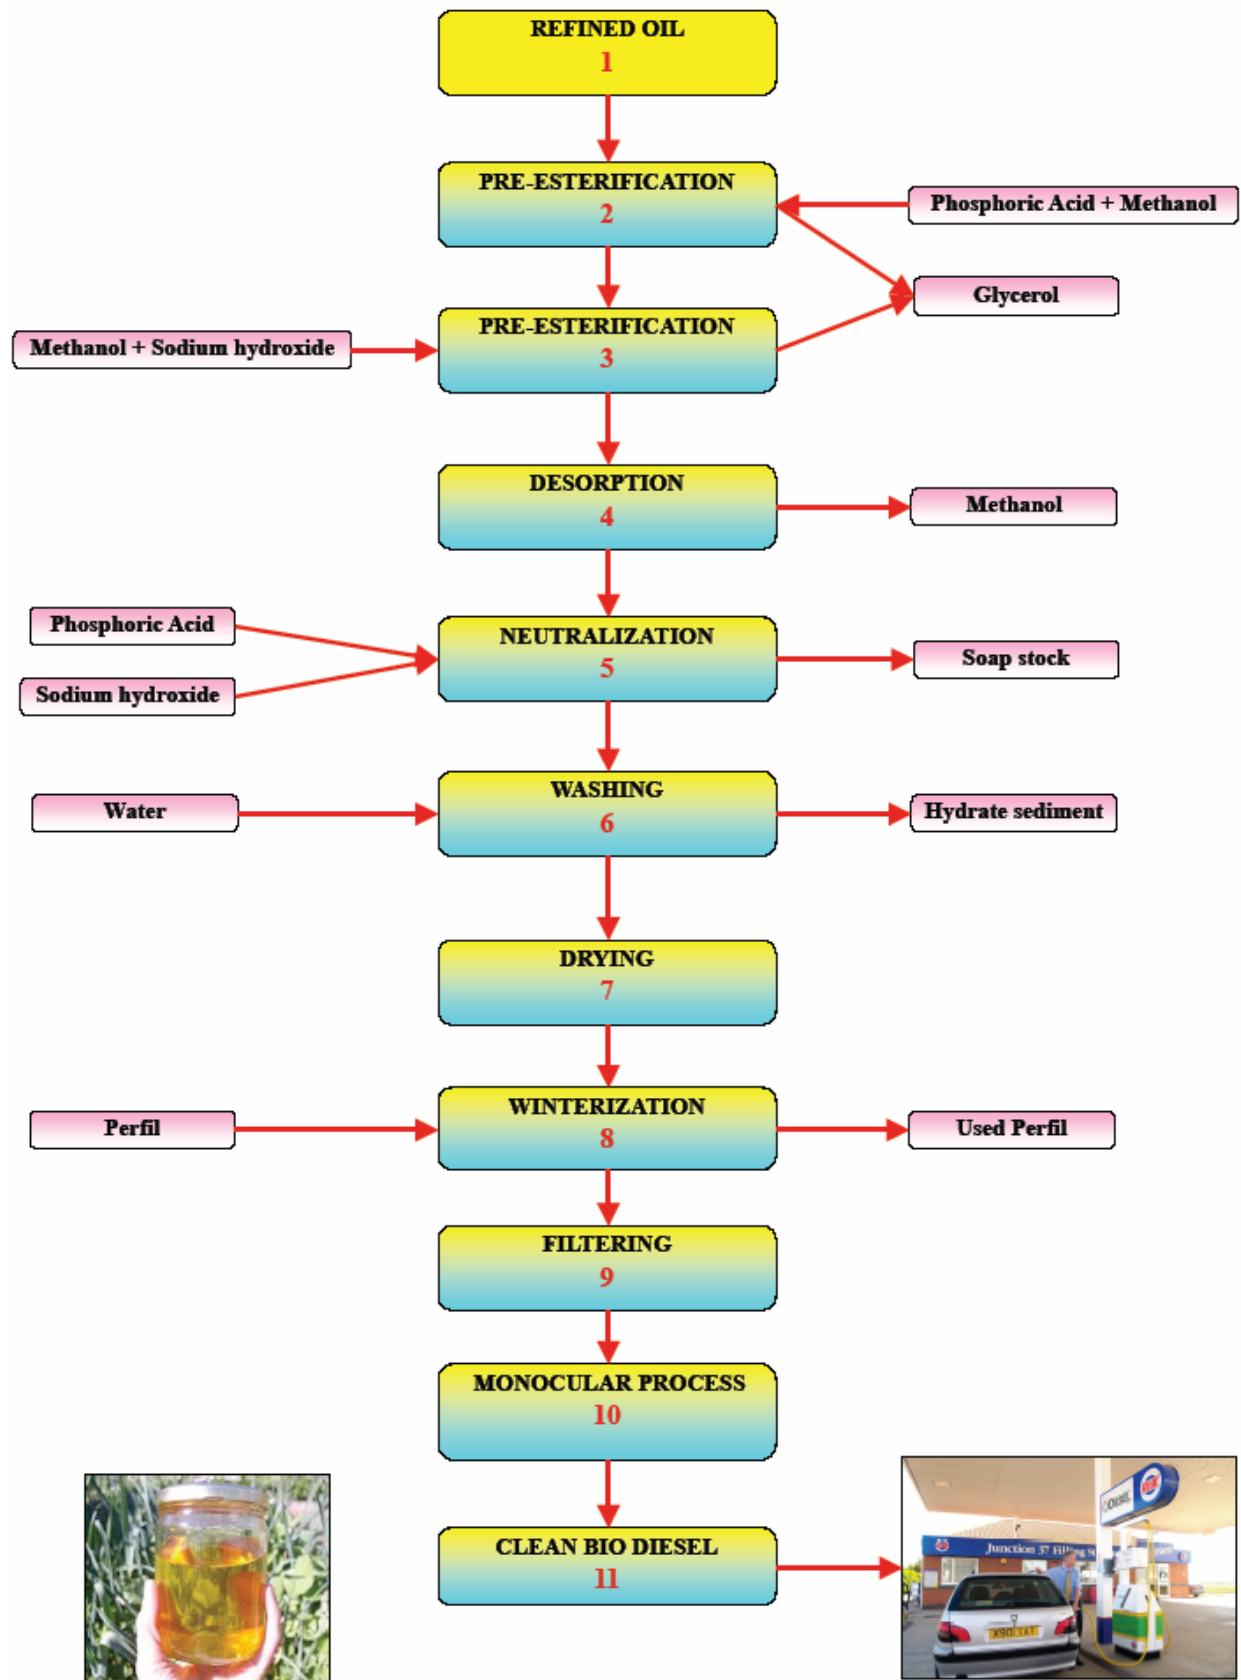 REFINED OIL
1
PRE-ESTERIFICATION
2
Phosphoric Acid + Methanol
Glycerol
PRE-ESTERIFICATION
3
Methanol + Sodium hydroxide
DESORPTION
4
Methanol
Phosphoric Acid
NEUTRALIZATION
5
Soap stock
Sodium hydroxide
WASHING
6
Water
Hydrate sediment
DRYING
7
WINTERIZATION
8
Perfil
Used Perfil
FILTERING
9
MONOCULAR PROCESS
10
CLEAN BIO DIESEL
11
DIESEL
Junction 37 Filling